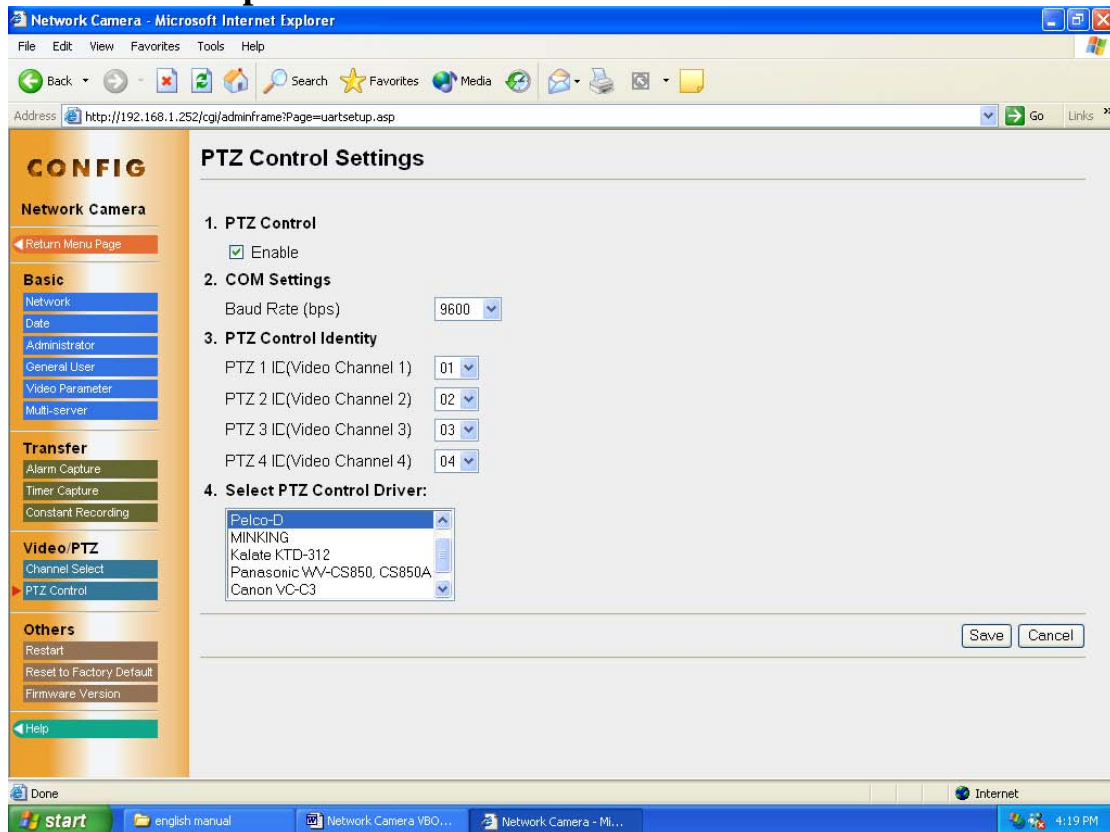 Network Camera - Microsoft Internet Explorer
File Edit View Favorites Tools Help
Back Search Favorites Media
Address http://192.168.1.252/cgi/adminframe?Page=uartsetup.asp Go Links »
CONFIG
Network Camera
Return Menu Page
Basic
Network
Date
Administrator
General User
Video Parameter
Multi-server
Transfer
Alarm Capture
Timer Capture
Constant Recording
Video/PTZ
Channel Select
PTZ Control
Others
Restart
Reset to Factory Default
Firmware Version
Help
PTZ Control Settings
1. PTZ Control
Enable
2. COM Settings
Baud Rate (bps) 9600
3. PTZ Control Identity
PTZ 1 ID(Video Channel 1) 01
PTZ 2 ID(Video Channel 2) 02
PTZ 3 ID(Video Channel 3) 03
PTZ 4 ID(Video Channel 4) 04
4. Select PTZ Control Driver:
Pelco-D
MINKING
Kalate KTD-312
Panasonic WV-CS850, CS850A
Canon VC-C3
Save Cancel
Done Internet
start english manual Network Camera VBO... Network Camera - Mi... 4:19 PM